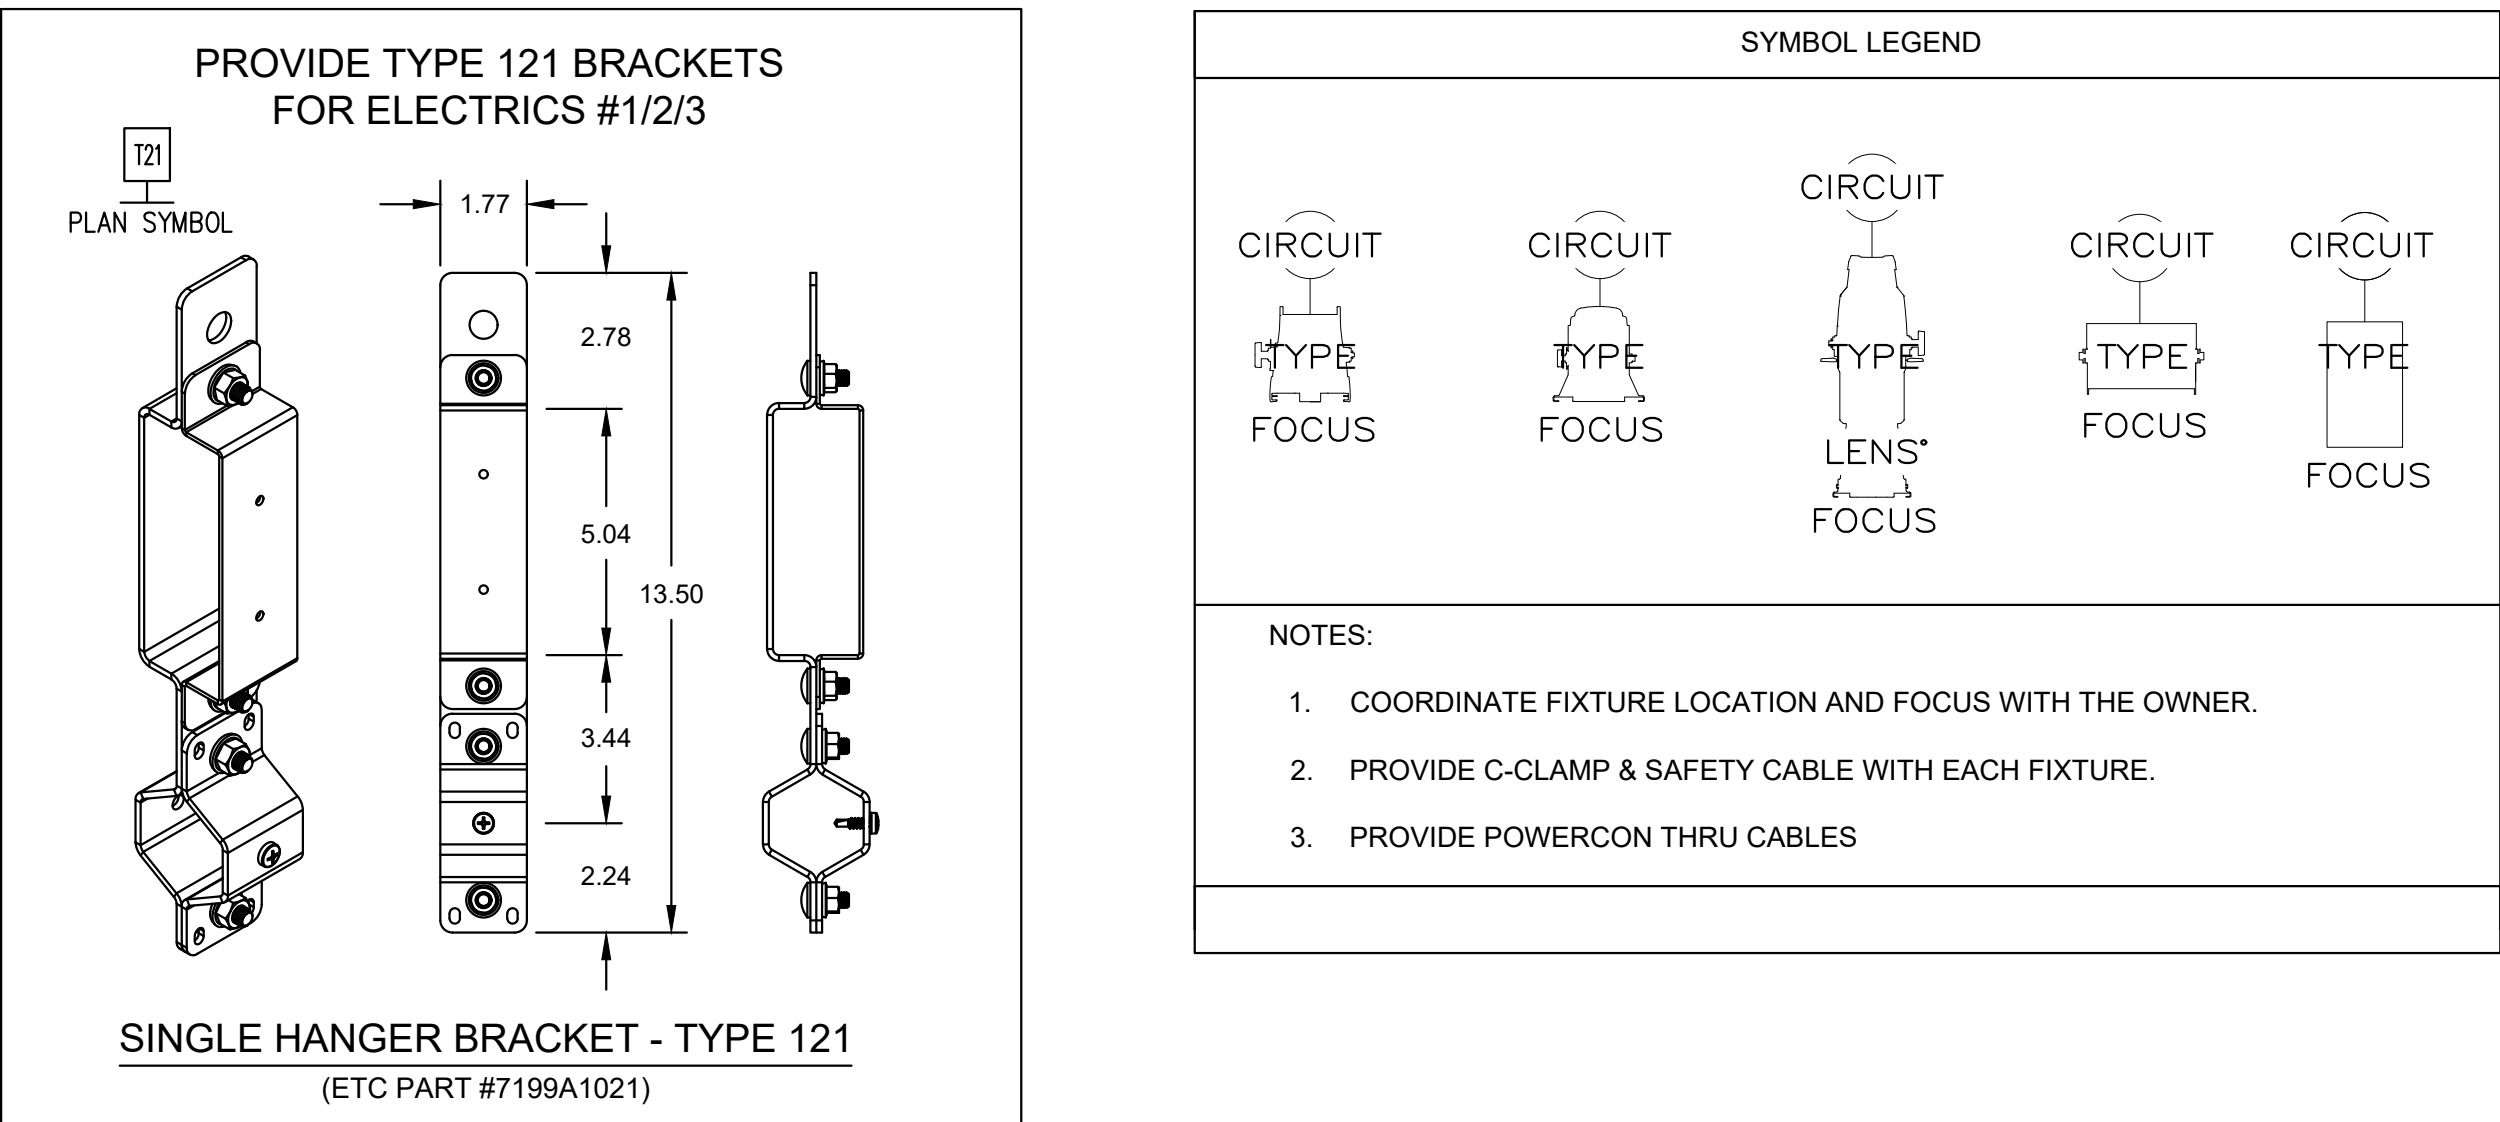 PROVIDE TYPE 121 BRACKETS
FOR ELECTRICS #1/2/3
T21
PLAN SYMBOL
1.77
2.78
5.04
13.50
3.44
2.24
SINGLE HANGER BRACKET - TYPE 121
(ETC PART #7199A1021)
SYMBOL LEGEND
CIRCUIT
TYPE
FOCUS
CIRCUIT
TYPE
FOCUS
CIRCUIT
TYPE
LENS°
FOCUS
CIRCUIT
TYPE
FOCUS
CIRCUIT
TYPE
FOCUS
NOTES:
1. COORDINATE FIXTURE LOCATION AND FOCUS WITH THE OWNER.
2. PROVIDE C-CLAMP & SAFETY CABLE WITH EACH FIXTURE.
3. PROVIDE POWERCON THRU CABLES